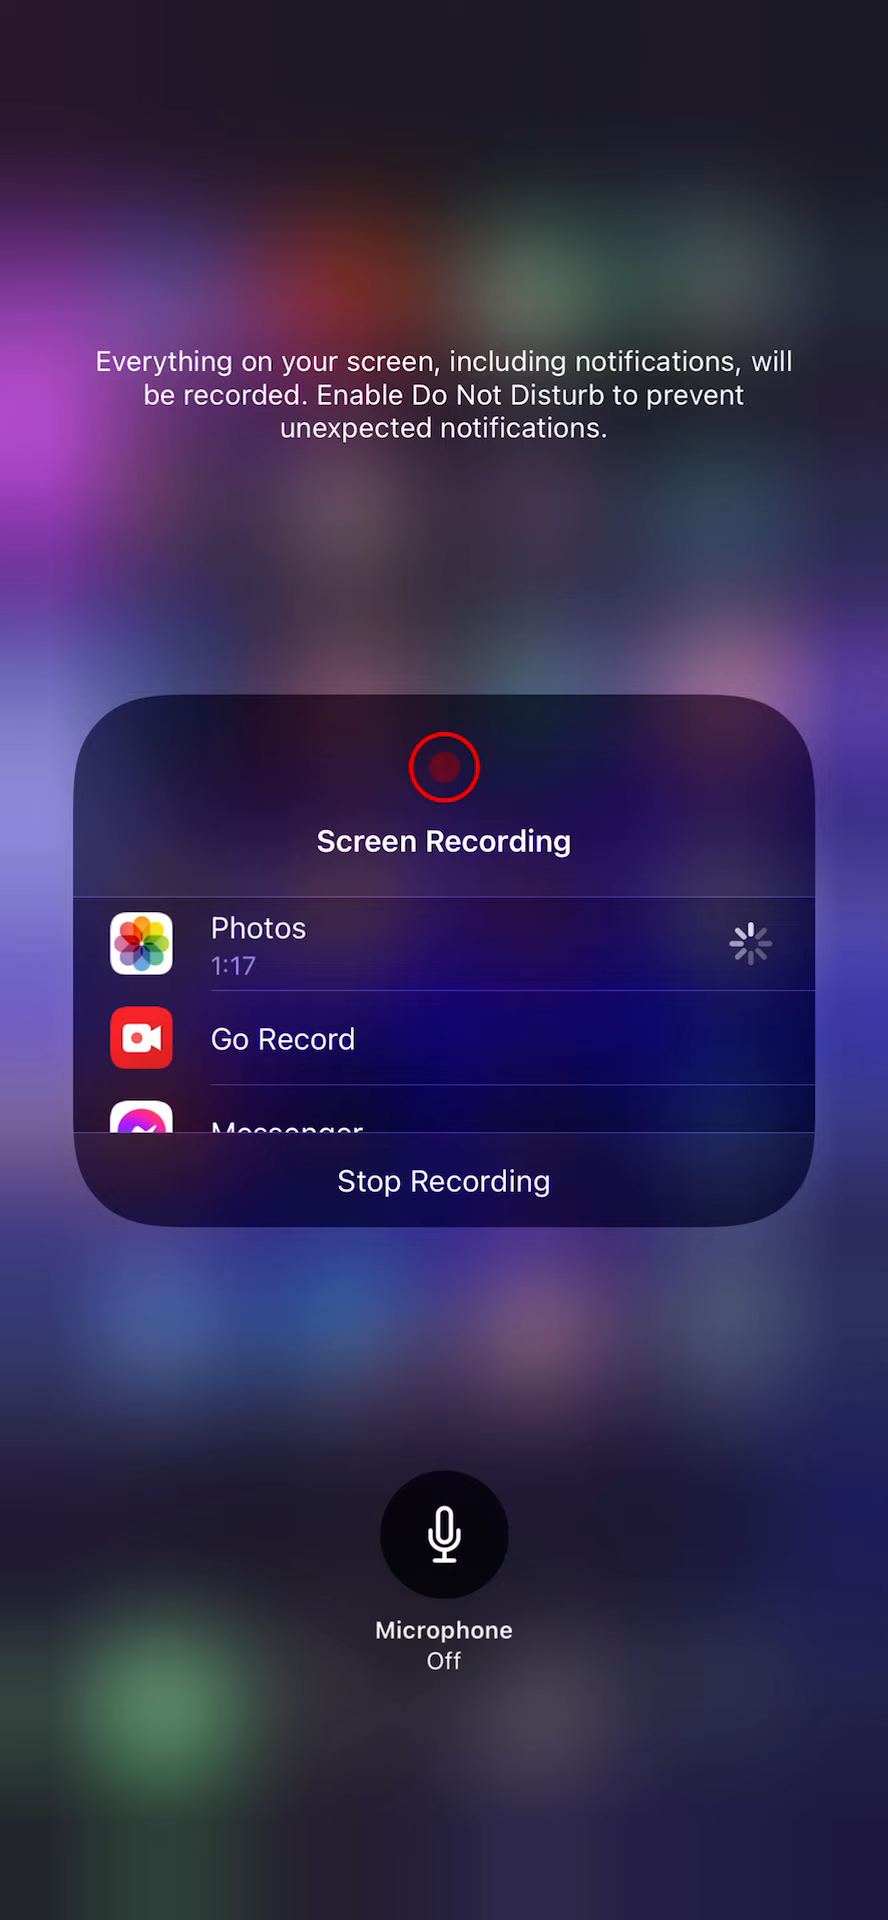 Everything on your screen, including notifications, will
be recorded. Enable Do Not Disturb to prevent
unexpected notifications.
Screen Recording
Photos
1:17
Go Record
Messenger
Stop Recording
Microphone
Off